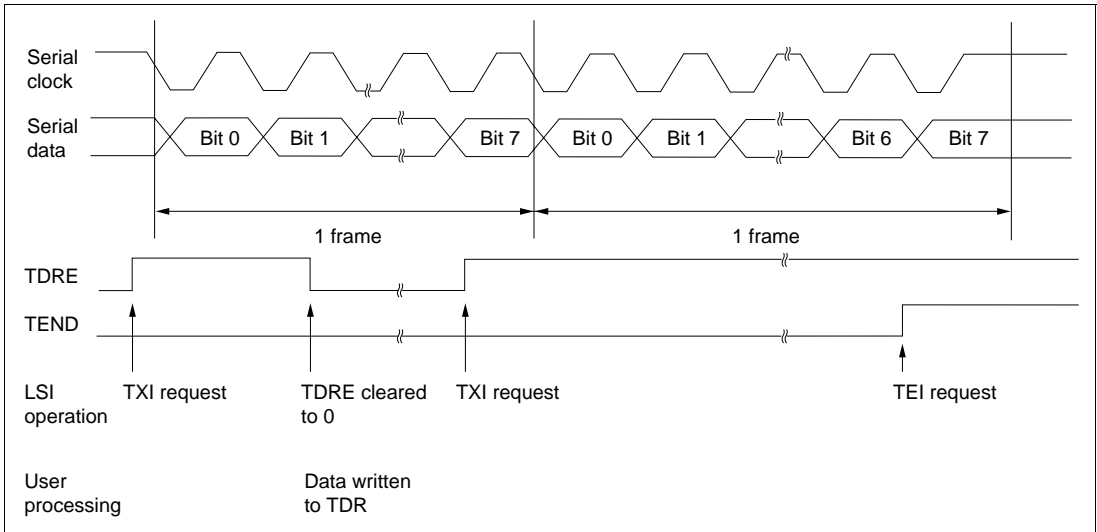 Serial
clock
Serial
data
Bit 0 Bit 1 Bit 7 Bit 0 Bit 1 Bit 6 Bit 7
1 frame 1 frame
TDRE
TEND
LSI
operation
TXI request
TDRE cleared
to 0
TXI request
TEI request
User
processing
Data written
to TDR